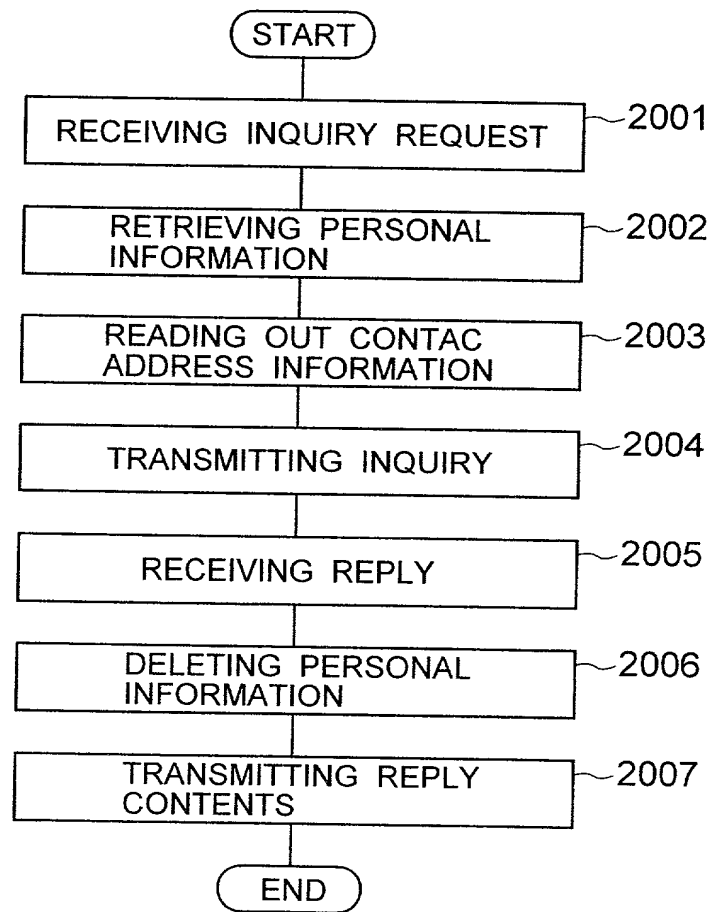 START
RECEIVING INQUIRY REQUEST
2001
RETRIEVING PERSONAL
INFORMATION
2002
READING OUT CONTAC
ADDRESS INFORMATION
2003
TRANSMITTING INQUIRY
2004
RECEIVING REPLY
2005
DELETING PERSONAL
INFORMATION
2006
TRANSMITTING REPLY
CONTENTS
2007
END